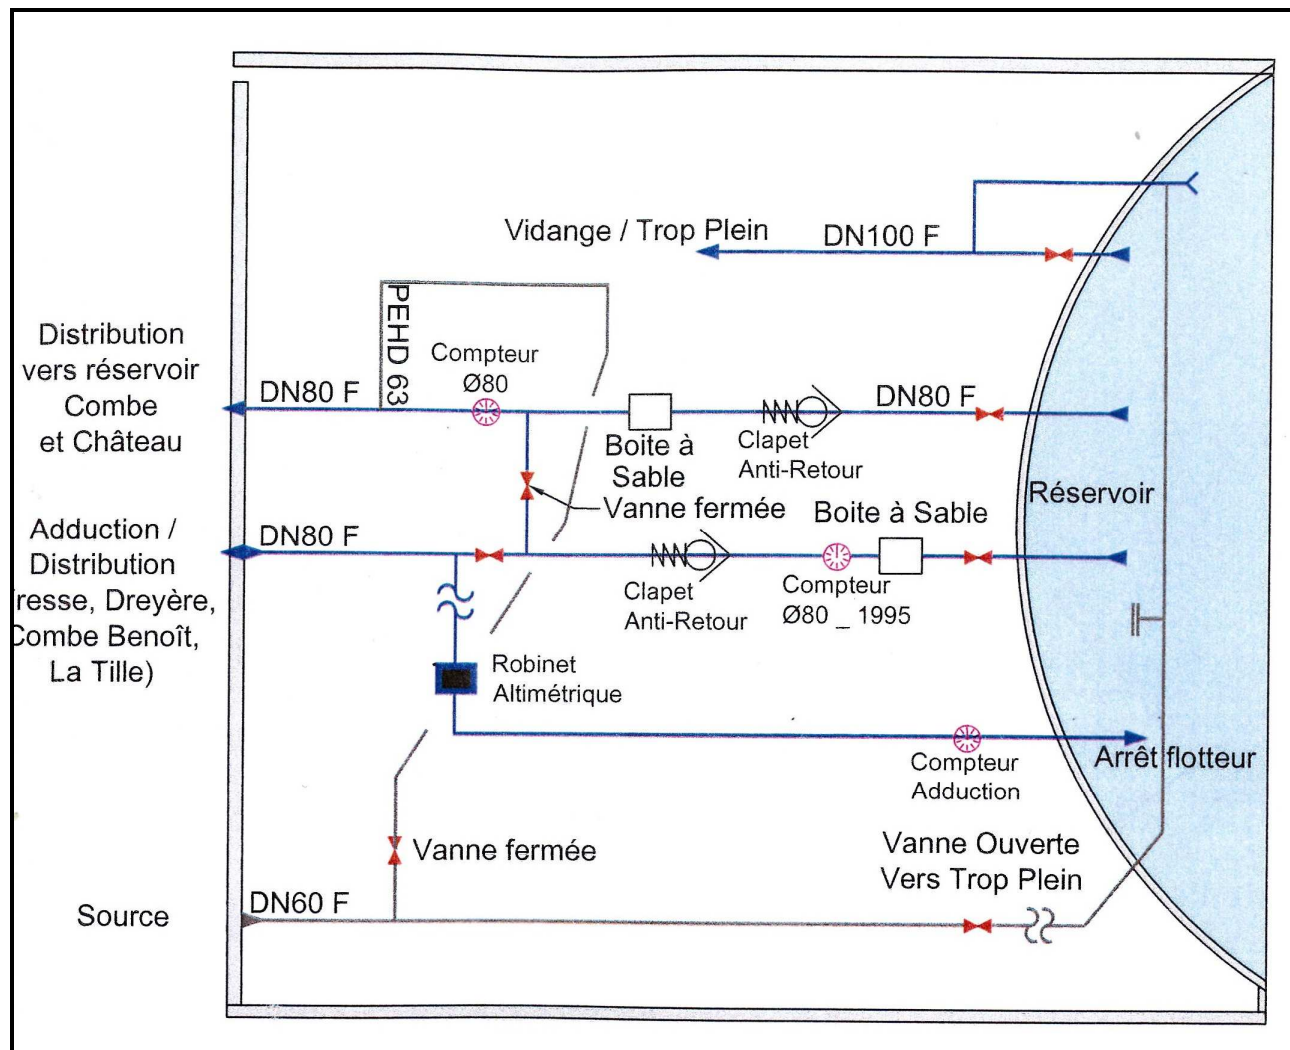 Vidange / Trop Plein
DN100 F
PEHD 63
Distribution
vers réservoir
Combe
et Château
DN80 F
Compteur
Ø80
Boite à
Sable
Clapet
Anti-Retour
DN80 F
Vanne fermée
Réservoir
Adduction /
Distribution
resse, Dreyère,
Combe Benoît,
La Tille)
DN80 F
Clapet
Anti-Retour
Boite à Sable
Compteur
Ø80 _ 1995
Robinet
Altimétrique
Compteur
Adduction
Arrêt flotteur
Vanne fermée
Vanne Ouverte
Vers Trop Plein
Source
DN60 F